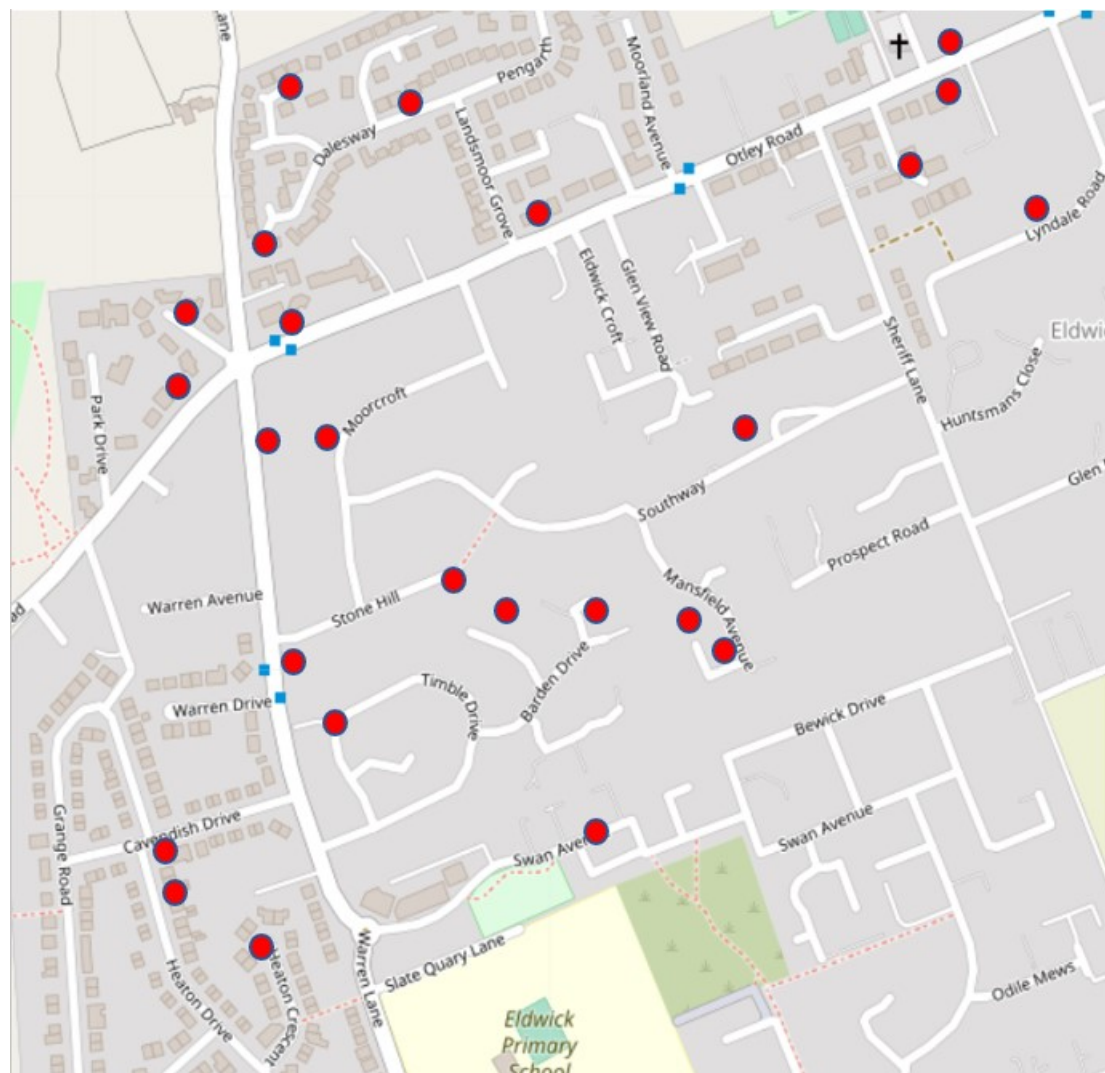 Lane
Pengarth
Dalesway
Landsmoor Grove
Moorland Avenue
Otley Road
Lyndale Road
Eldwick Croft
Glen View Road
Sheriff Lane
Eldwi
Huntsmans Close
Park Drive
Moorcroft
Southway
Glen
Prospect Road
ad
Warren Avenue
Stone Hill
Mansfield Avenue
Warren Drive
Timble Drive
Barden Drive
Bewick Drive
Grange Road
Cavendish Drive
Swan Aven
Swan Avenue
Heaton Drive
Heaton Crescent
Warren Lane
Slate Quary Lane
Odile Mews
Eldwick
Primary
School